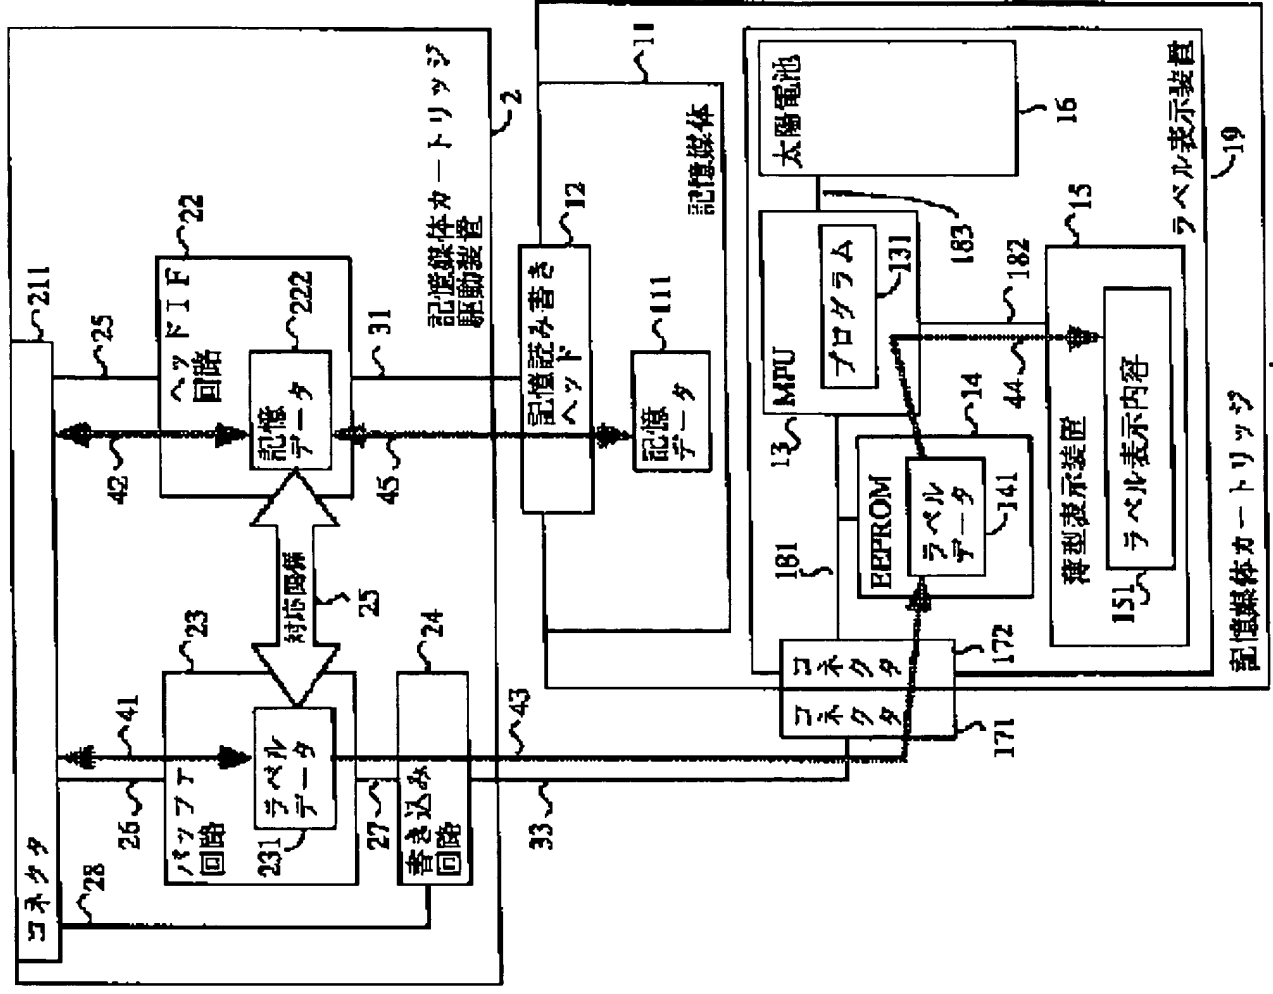 コネクタ
211
28
26
41
25
42
バッファ
回路
23
ラベル
データ
231
対応関係
25
ヘッドIF
回路
22
記憶
データ
222
27
書き込み
回路
24
43
33
45
31
記憶媒体カートリッジ
駆動装置
2
記憶読み書き
ヘッド
12
11
記憶
データ
111
記憶媒体
コネクタ
171
コネクタ
172
181
MPU
13
プログラム
131
太陽電池
16
183
EEPROM
14
ラベル
データ
141
44
182
薄型表示装置
15
ラベル表示内容
151
ラベル表示装置
19
記憶媒体カートリッジ